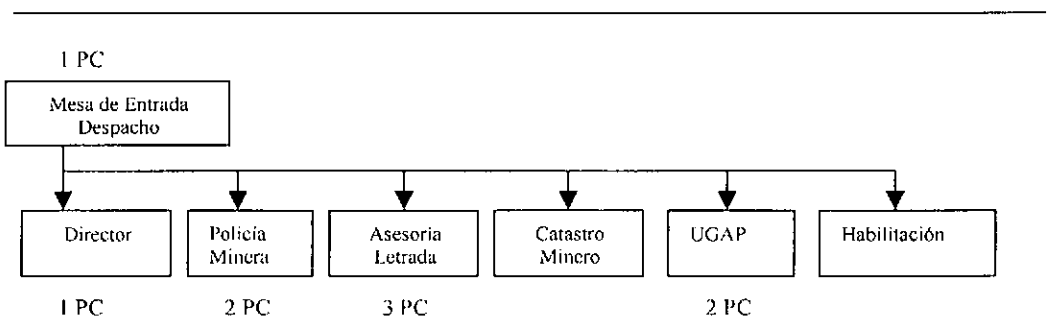 1 PC
Mesa de Entrada
Despacho
Director
Policía
Minera
Asesoria
Letrada
Catastro
Minero
UGAP
Habilitación
1 PC
2 PC
3 PC
2 PC